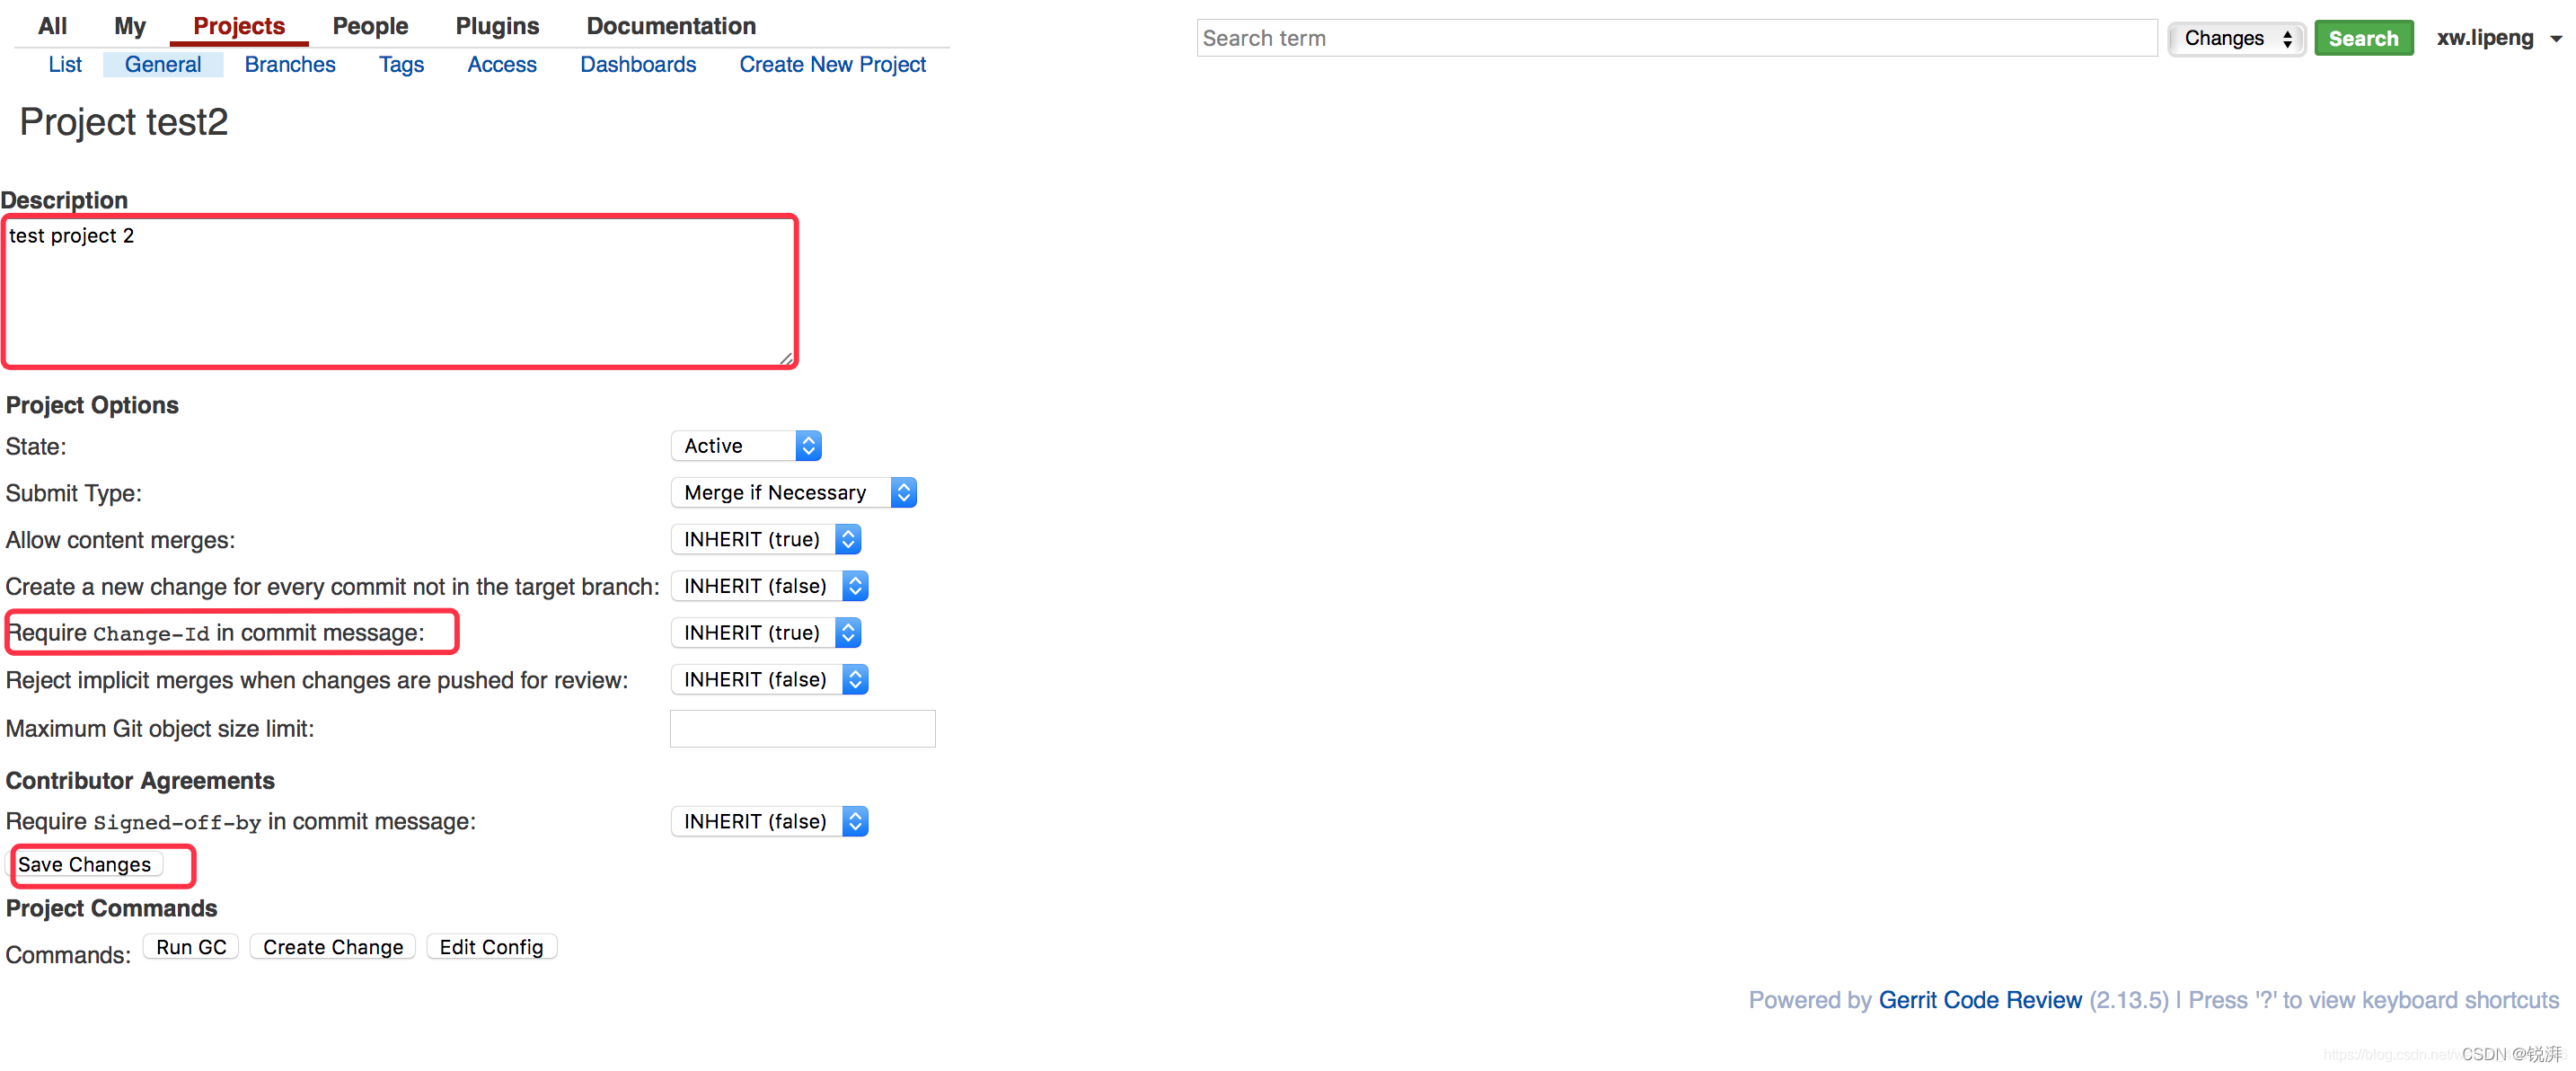 All My Projects People Plugins Documentation
Search term Changes Search xw.lipeng
List General Branches Tags Access Dashboards Create New Project
Project test2
Description
test project 2
Project Options
State: Active
Submit Type: Merge if Necessary
Allow content merges: INHERIT (true)
Create a new change for every commit not in the target branch: INHERIT (false)
Require Change-Id in commit message: INHERIT (true)
Reject implicit merges when changes are pushed for review: INHERIT (false)
Maximum Git object size limit:
Contributor Agreements
Require Signed-off-by in commit message: INHERIT (false)
Save Changes
Project Commands
Commands: Run GC Create Change Edit Config
Powered by Gerrit Code Review (2.13.5) | Press '?' to view keyboard shortcuts
CSDN @锐湃